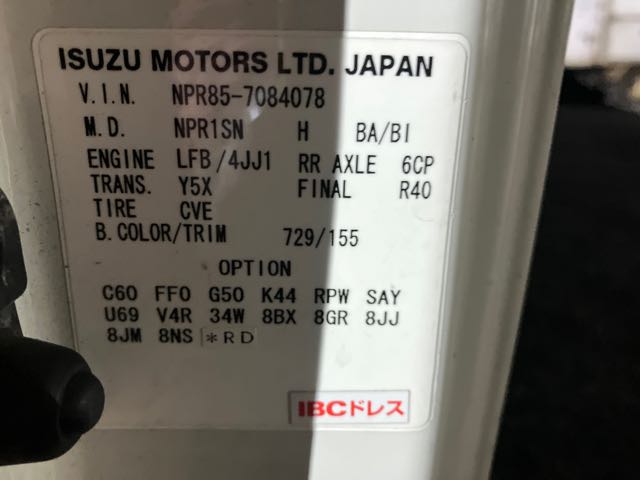 ISUZU MOTORS LTD. JAPAN
V.I.N. NPR85-7084078
M.D. NPR1SN H BA/BI
ENGINE LFB/4JJ1 RR AXLE 6CP
TRANS. Y5X FINAL R40
TIRE CVE
B.COLOR/TRIM 729/155
OPTION
C60 FF0 G50 K44 RPW SAY
U69 V4R 34W 8BX 8GR 8JJ
8JM 8NS *RD
IBCドレス